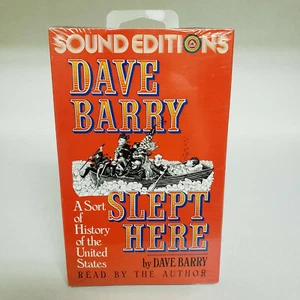 SOUND EDITIONS
DAVE
BARRY
SLEPT
HERE
A Sort
of History
of the
United
States
by DAVE BARRY
READ BY THE AUTHOR